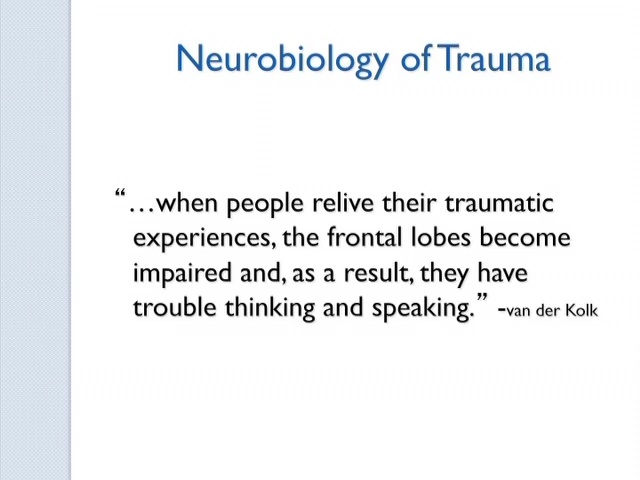 Neurobiology of Trauma
“…when people relive their traumatic
experiences, the frontal lobes become
impaired and, as a result, they have
trouble thinking and speaking.” -van der Kolk